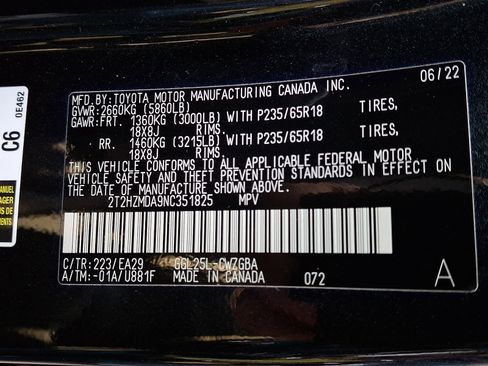 MFD.BY:TOYOTA MOTOR MANUFACTURING CANADA INC.
06/22
GVWR:2660KG (5860LB)
GAWR:FRT. 1360KG (3000LB) WITH P235/65R18 TIRES,
18X8J RIMS.
RR. 1460KG (3215LB) WITH P235/65R18 TIRES,
18X8J RIMS.
THIS VEHICLE CONFORMS TO ALL APPLICABLE FEDERAL MOTOR
VEHICLE SAFETY AND THEFT PREVENTION STANDARDS IN EFFECT ON
THE DATE OF MANUFACTURE SHOWN ABOVE.
2T2HZMDA9NC351825 MPV
C/TR:223/EA29 GGL25L-CWZGBA
A/TM:-01A/U881F MADE IN CANADA 072 A
C6 0E462
MANUEL